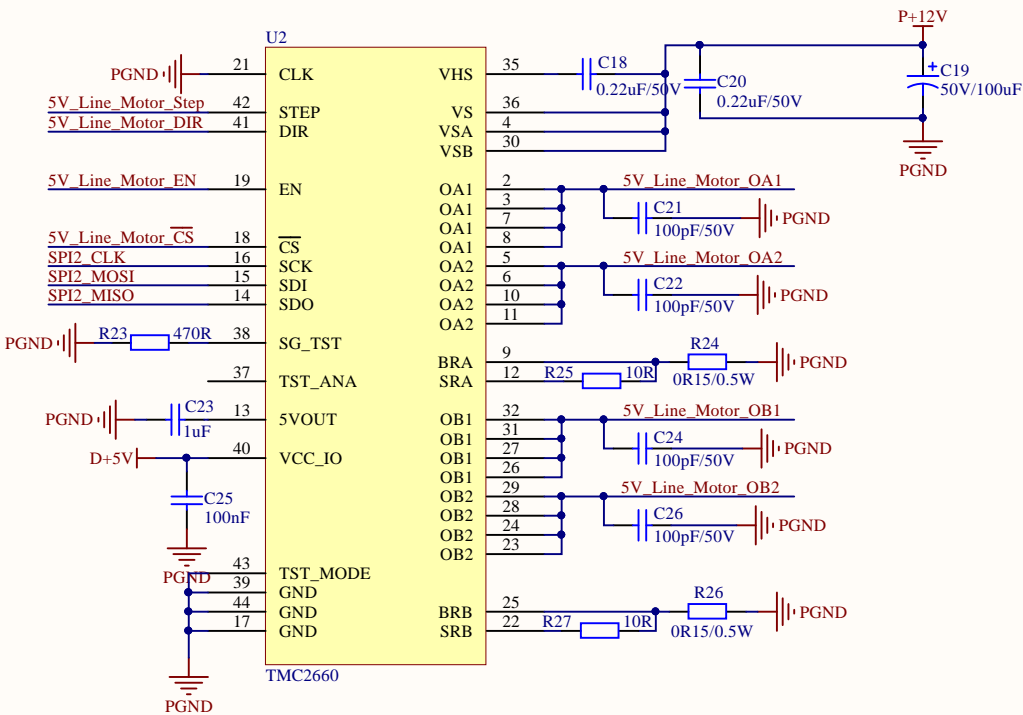 P+12V
U2
PGND 21 CLK VHS 35 C18 0.22uF/50V C20 0.22uF/50V C19 50V/100uF
5V_Line_Motor_Step 42 STEP VS 36
5V_Line_Motor_DIR 41 DIR VSA 4
VSB 30
PGND
5V_Line_Motor_EN 19 EN OA1 2 5V_Line_Motor_OA1
OA1 3 C21 PGND
OA1 7 100pF/50V
5V_Line_Motor_CS 18 CS OA1 8
SPI2_CLK 16 SCK OA2 5 5V_Line_Motor_OA2
SPI2_MOSI 15 SDI OA2 6 C22 PGND
SPI2_MISO 14 SDO OA2 10 100pF/50V
OA2 11
PGND R23 470R 38 SG_TST
BRA 9 R24 0R15/0.5W PGND
37 TST_ANA SRA 12 R25 10R
PGND C23 1uF 13 5VOUT OB1 32 5V_Line_Motor_OB1
OB1 31 C24 PGND
D+5V 40 VCC_IO OB1 27 100pF/50V
OB1 26
C25 100nF OB2 29 5V_Line_Motor_OB2
OB2 28 C26 PGND
OB2 24 100pF/50V
OB2 23
PGND
43 TST_MODE
39 GND
44 GND BRB 25 R26 0R15/0.5W PGND
17 GND SRB 22 R27 10R
TMC2660
PGND